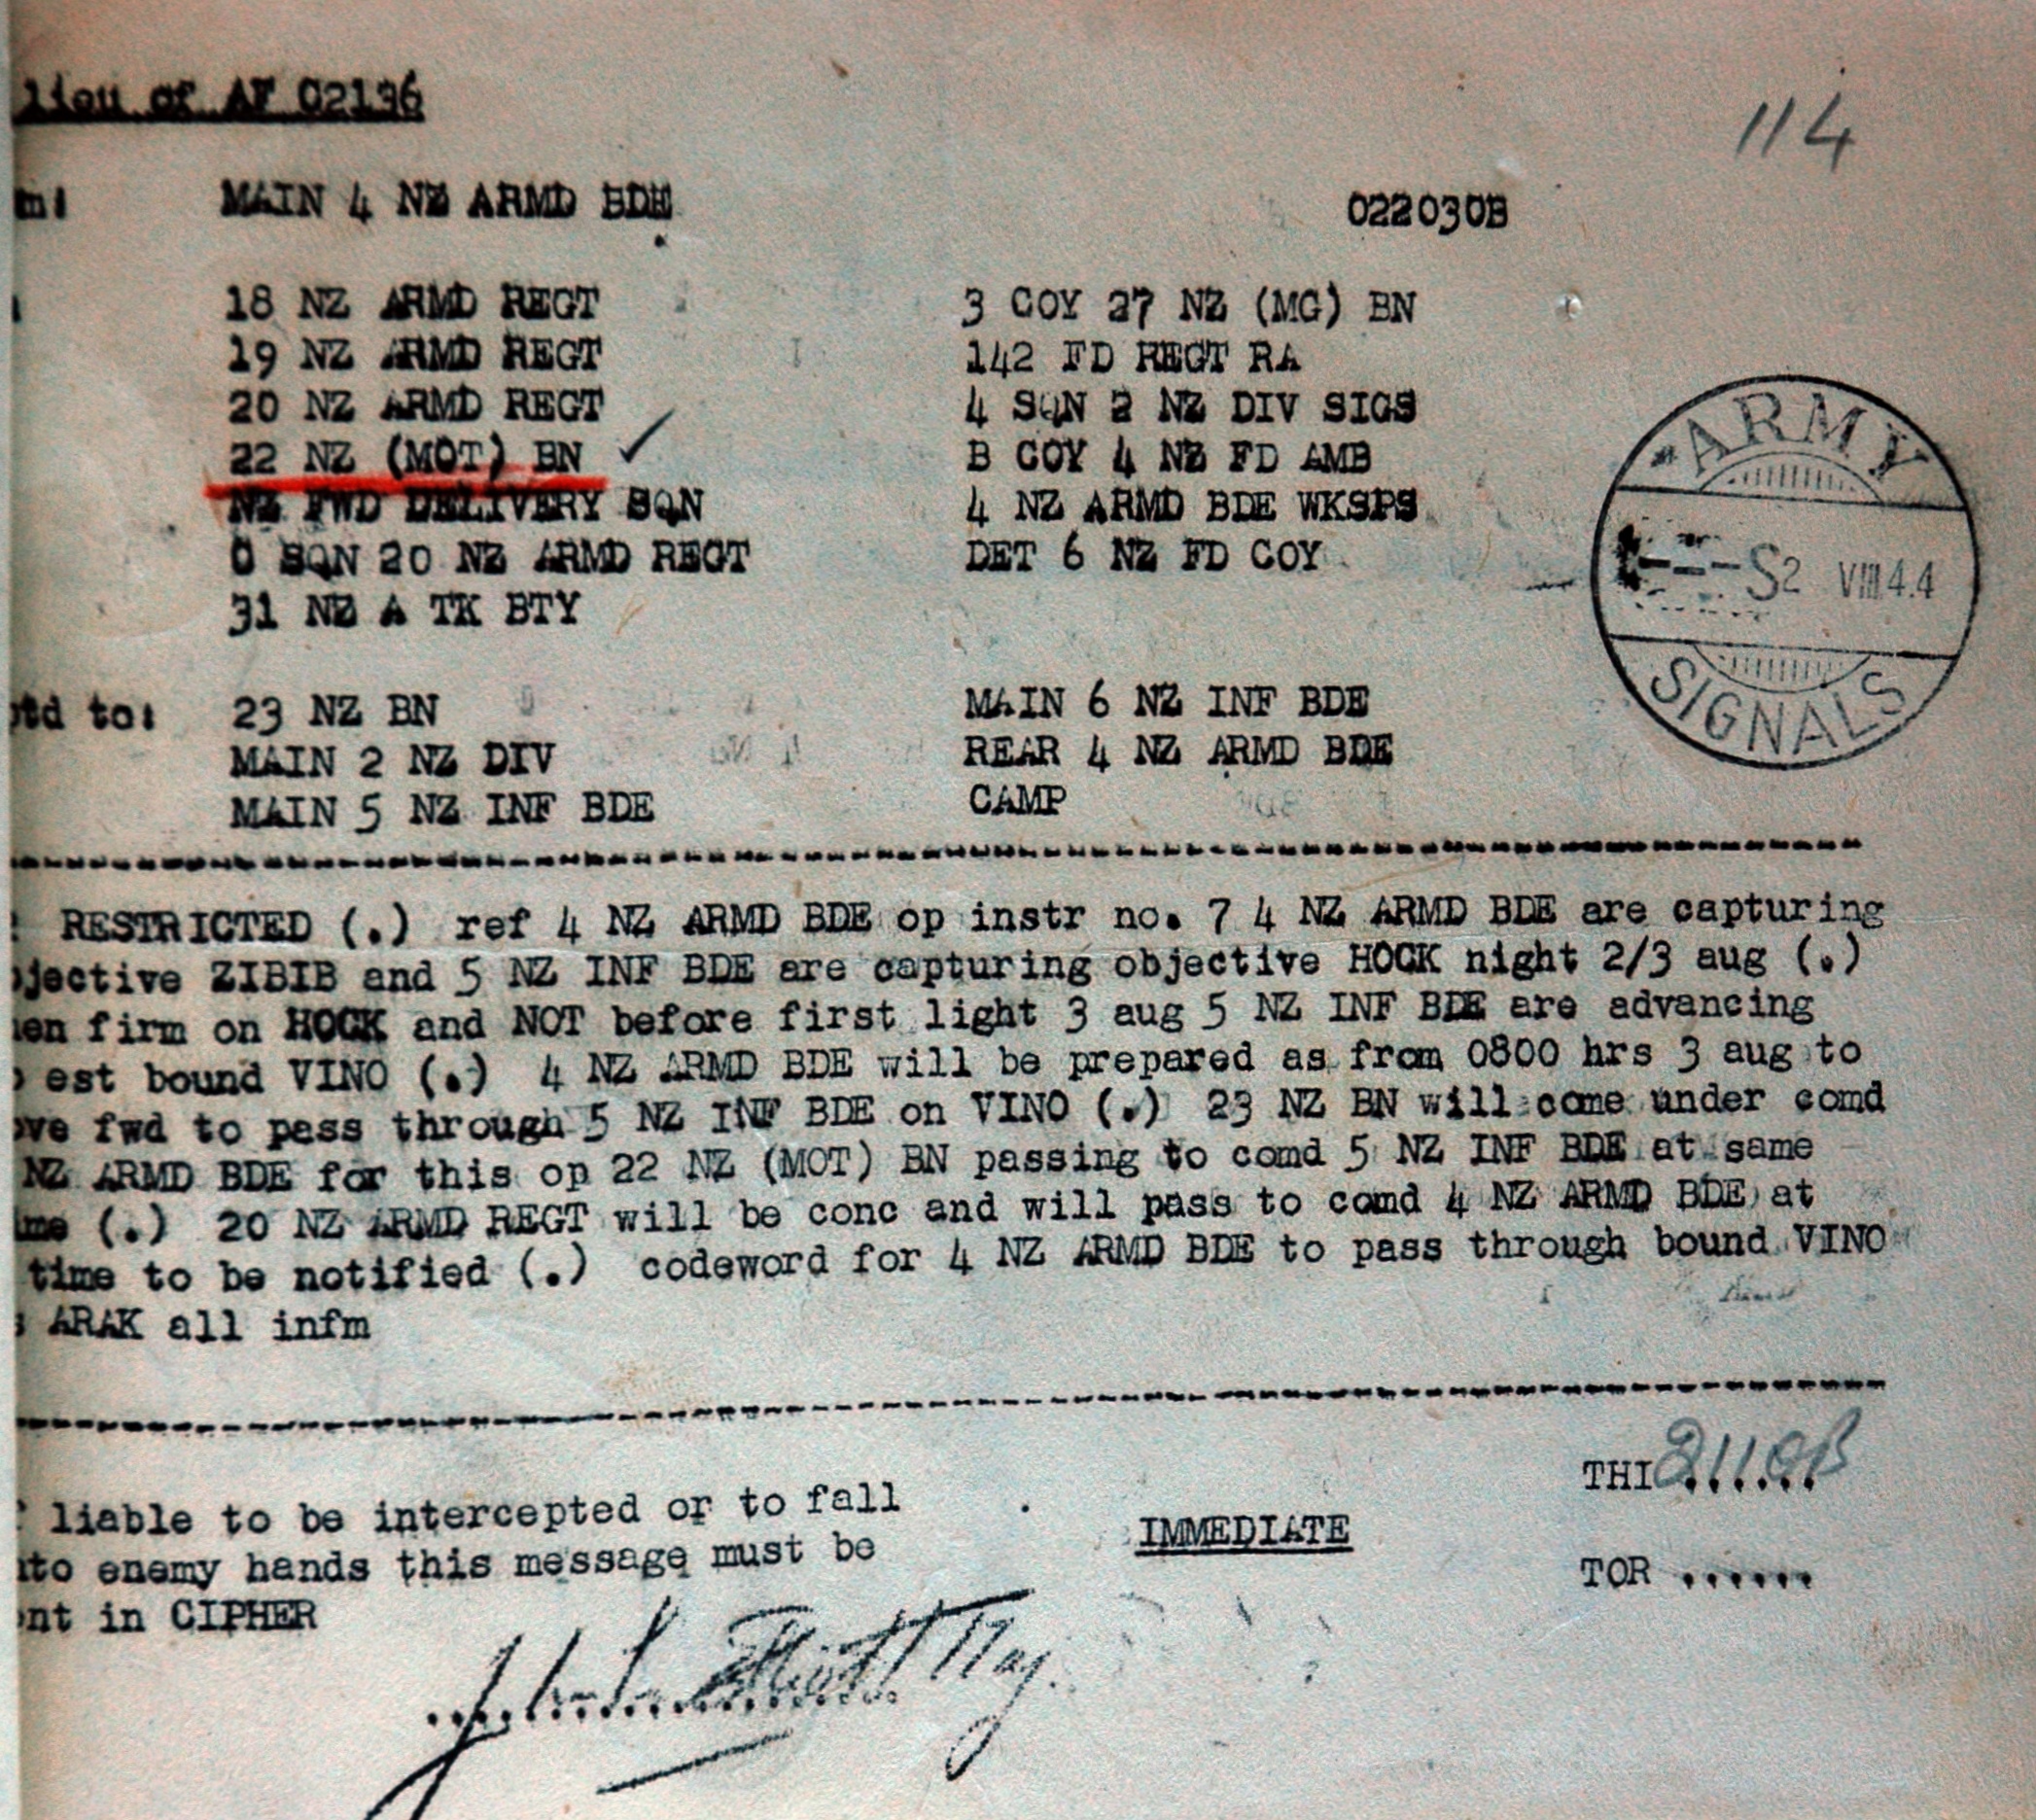 lieu of AF C2136
114
m:
MAIN 4 NZ ARMD BDE
022030B
18 NZ ARMD REGT
3 COY 27 NZ (MG) BN
19 NZ ARMD REGT
142 FD REGT RA
20 NZ ARMD REGT
4 SQN 2 NZ DIV SIGS
22 NZ (MOT) BN ✓
B COY 4 NZ FD AMB
NZ FWD DELIVERY SQN
4 NZ ARMD BDE WKSPS
SQN 20 NZ ARMD REGT
DET 6 NZ FD COY
31 NZ A TK BTY
ARMY
S2 VIII 4.4
SIGNALS
td to:
23 NZ BN
MAIN 6 NZ INF BDE
MAIN 2 NZ DIV
REAR 4 NZ ARMD BDE
MAIN 5 NZ INF BDE
CAMP
RESTRICTED (.) ref 4 NZ ARMD BDE op instr no. 7 4 NZ ARMD BDE are capturing
jective ZIBIB and 5 NZ INF BDE are capturing objective HOCK night 2/3 aug (.)
en firm on HOCK and NOT before first light 3 aug 5 NZ INF BDE are advancing
est bound VINO (.) 4 NZ ARMD BDE will be prepared as from 0800 hrs 3 aug to
ve fwd to pass through 5 NZ INF BDE on VINO (.) 23 NZ BN will come under comd
NZ ARMD BDE for this op 22 NZ (MOT) BN passing to comd 5 NZ INF BDE at same
me (.) 20 NZ ARMD REGT will be conc and will pass to comd 4 NZ ARMD BDE at
time to be notified (.) codeword for 4 NZ ARMD BDE to pass through bound VINO
ARAK all infm
THI 2110B ......
liable to be intercepted or to fall
IMMEDIATE
to enemy hands this message must be
TOR ......
nt in CIPHER
Maj.